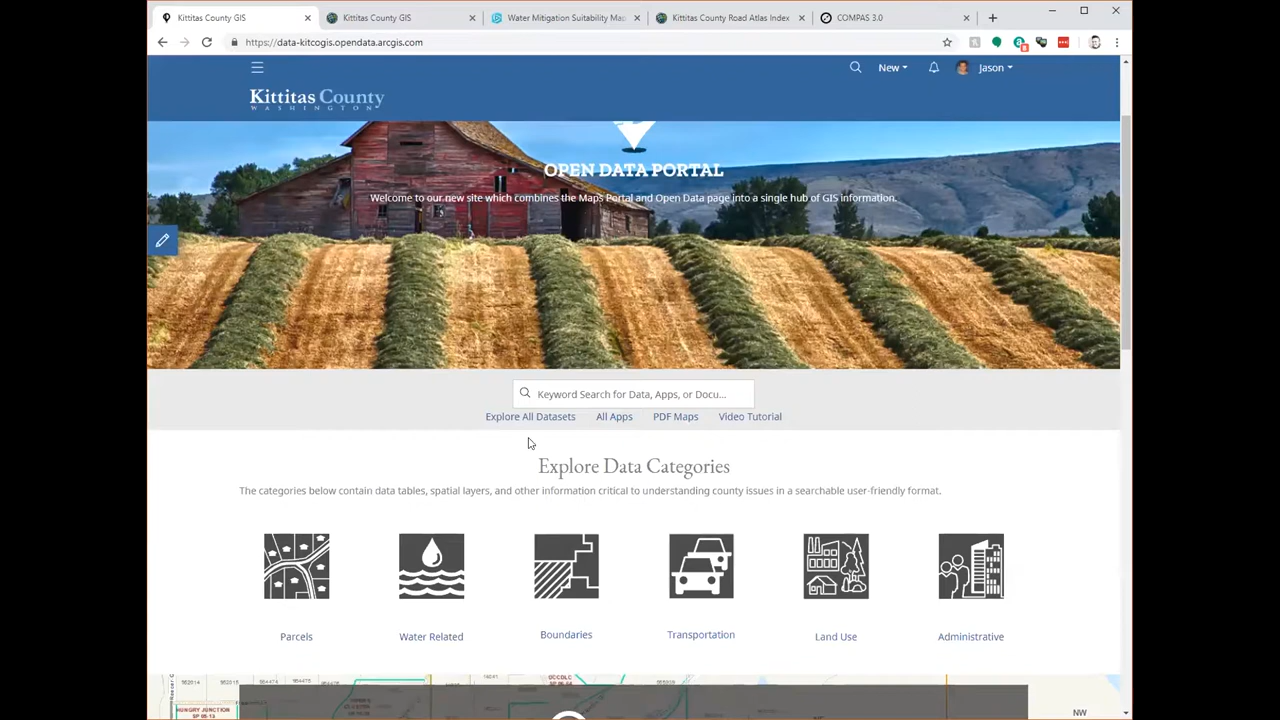 Kittitas County GIS
Kittitas County GIS
Water Mitigation Suitability Map
Kittitas County Road Atlas Index
COMPAS 3.0
https://data-kitcogis.opendata.arcgis.com
8
New
Jason
Kittitas County
WASHINGTON
OPEN DATA PORTAL
Welcome to our new site which combines the Maps Portal and Open Data page into a single hub of GIS information.
Keyword Search for Data, Apps, or Docu...
Explore All Datasets All Apps PDF Maps Video Tutorial
Explore Data Categories
The categories below contain data tables, spatial layers, and other information critical to understanding county issues in a searchable user-friendly format.
Parcels
Water Related
Boundaries
Transportation
Land Use
Administrative
HUNGRY JUNCTION
NW